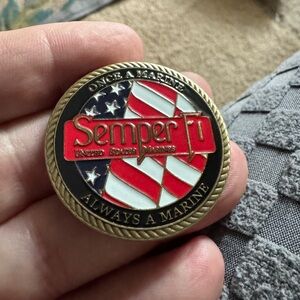 ONCE A MARINE
Semper Fi
UNITED STATES MARINES
ALWAYS A MARINE